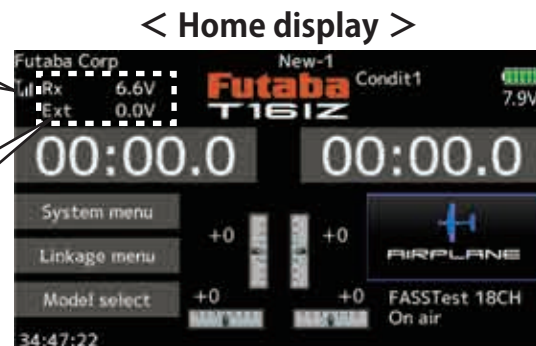 < Home display >
Futaba Corp New-1
Rx 6.6V Futaba Condit1
Ext 0.0V T16IZ 7.9V
00:00.0 00:00.0
System menu
+0 +0
Linkage menu AIRPLANE
Model select +0 +0 FASSTest 18CH
On air
34:47:22